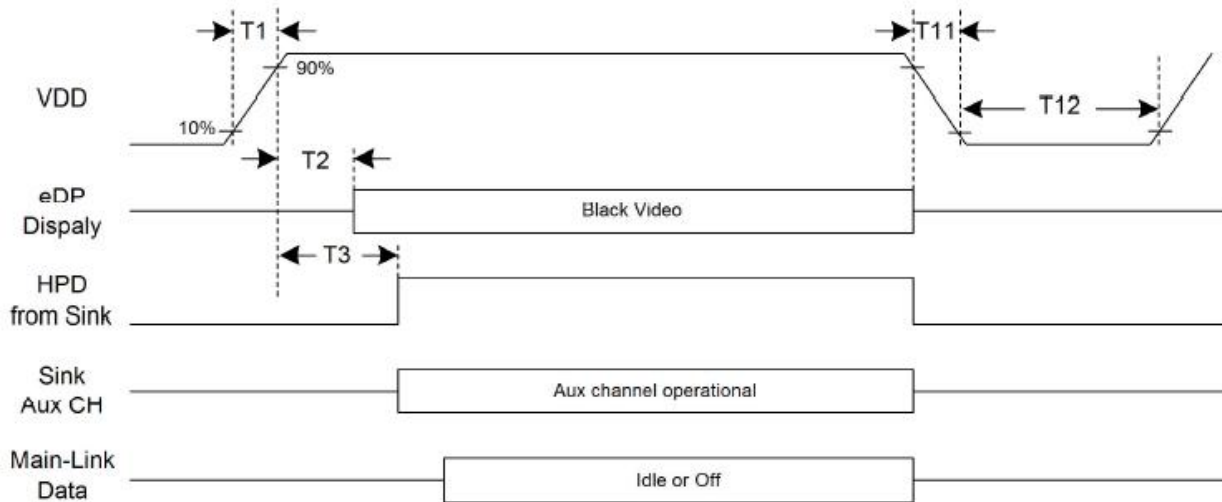 T1
T11
VDD
90%
10%
T12
T2
eDP
Dispaly
Black Video
T3
HPD
from Sink
Sink
Aux CH
Aux channel operational
Main-Link
Data
Idle or Off